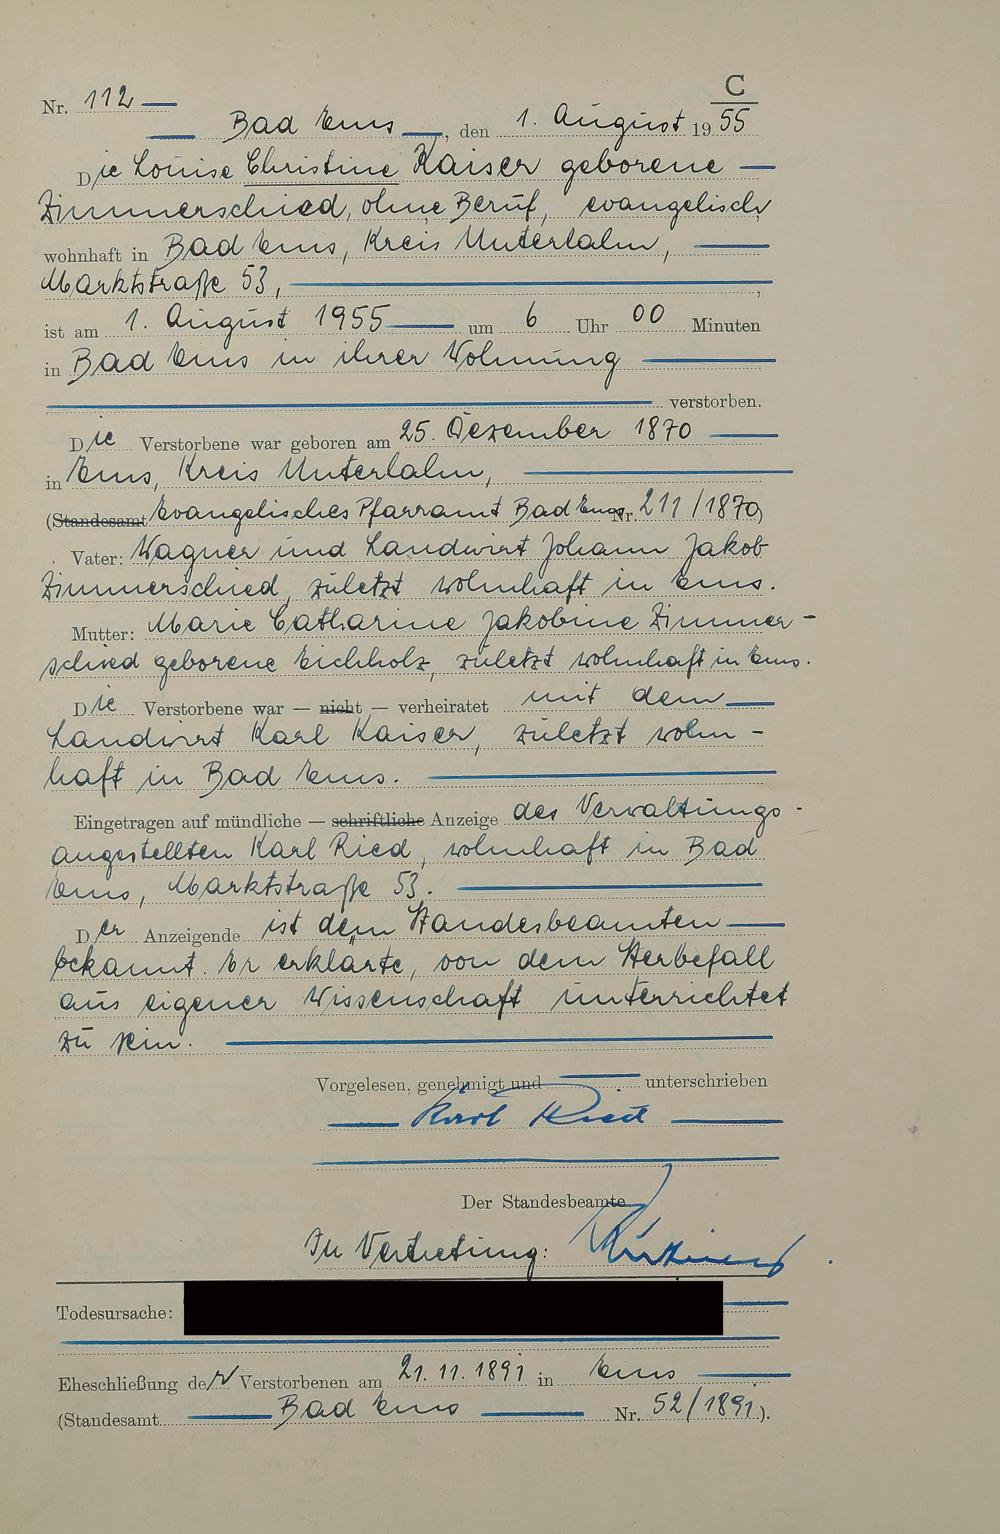 C
Nr. 112
Bad Ems, den 1. August 1955
Die Louise Christine Kaiser geborene
Zimmerschied, ohne Beruf, evangelisch
wohnhaft in Bad Ems, Kreis Unterlahn,
Marktstraße 53, ,
ist am 1. August 1955 um 6 Uhr 00 Minuten
in Bad Ems in ihrer Wohnung
verstorben.
Die Verstorbene war geboren am 25. Dezember 1870
in Ems, Kreis Unterlahn,
(Standesamt Evangelisches Pfarramt Bad Ems Nr. 211/1870)
Vater: Wagner und Landwirt Johann Jakob
Zimmerschied, zuletzt wohnhaft in Ems.
Mutter: Marie Catharine Jakobine Zimmer-
schied geborene Eichholz, zuletzt wohnhaft in Ems.
Die Verstorbene war — nicht — verheiratet mit dem
Landwirt Karl Kaiser, zuletzt wohn-
haft in Bad Ems.
Eingetragen auf mündliche — schriftliche Anzeige des Verwaltungs-
angestellten Karl Ried, wohnhaft in Bad
Ems, Marktstraße 53.
Der Anzeigende ist dem Standesbeamten
bekannt. Er erklärte, von dem Sterbefall
aus eigener Wissenschaft unterrichtet
zu sein.
Vorgelesen, genehmigt und unterschrieben
Karl Ried
Der Standesbeamte
In Vertretung:
Todesursache:
Eheschließung der Verstorbenen am 21.11.1891 in Ems
(Standesamt Bad Ems Nr. 52/1891).